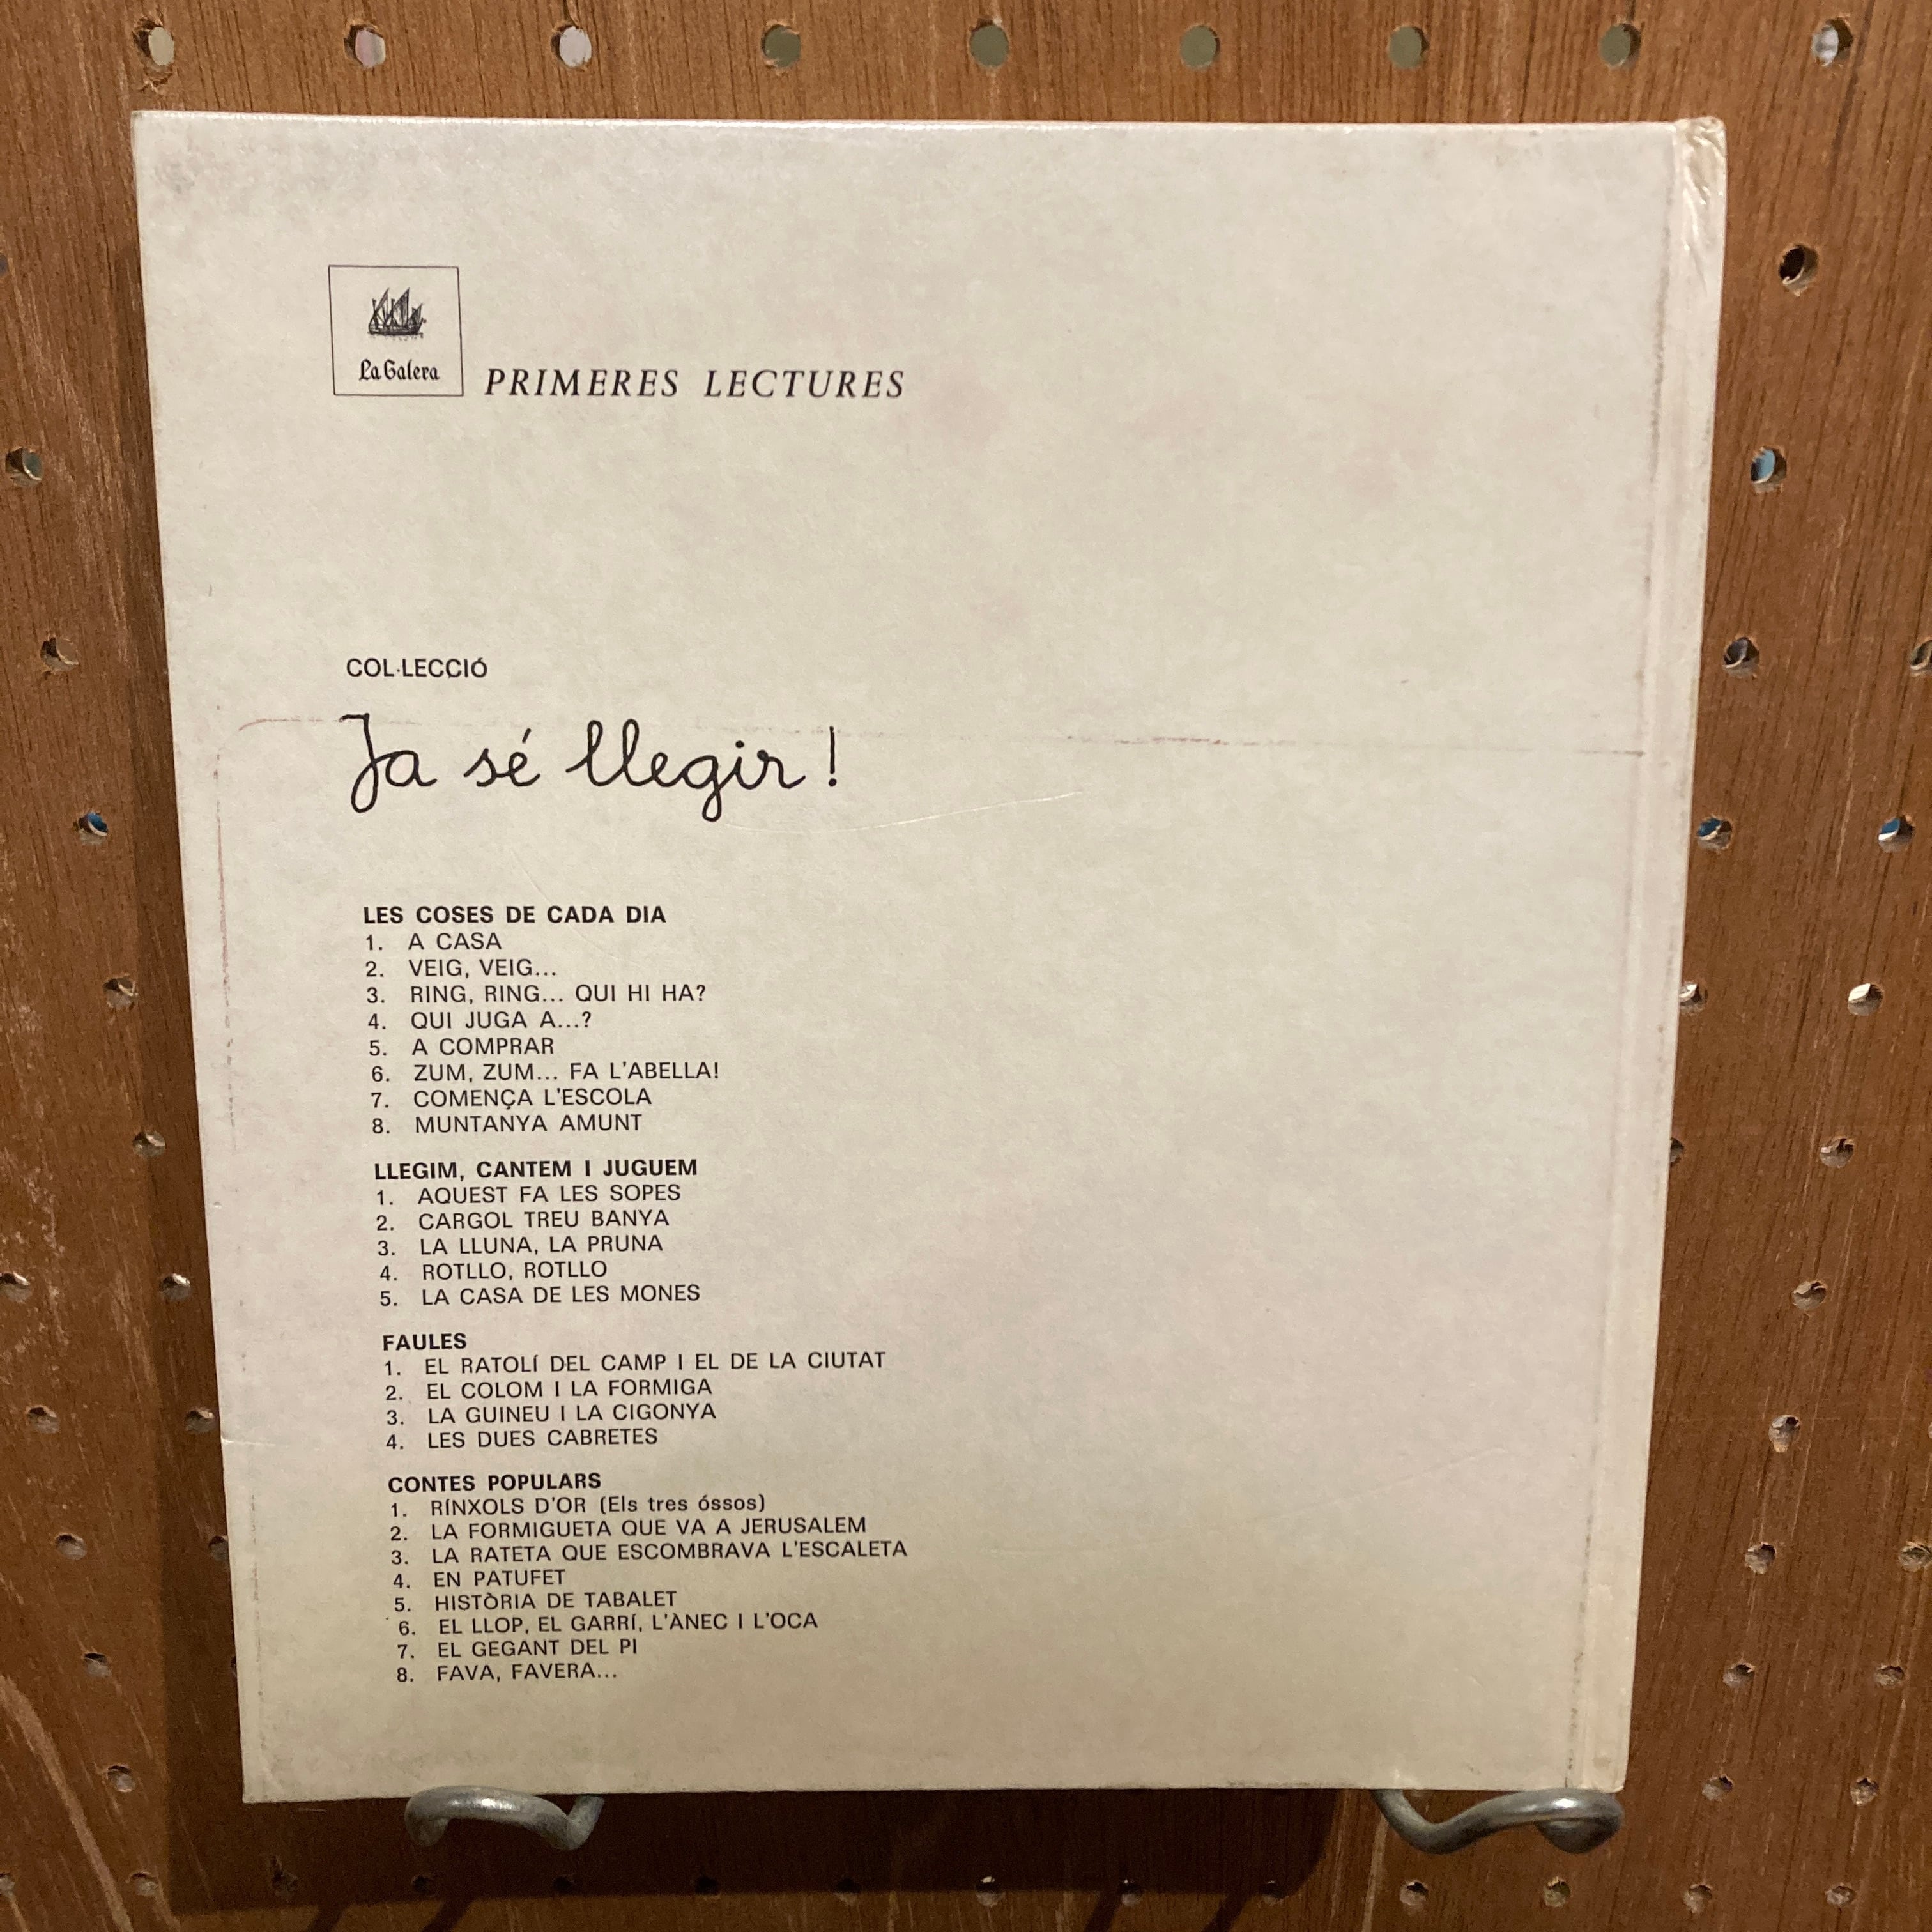 La Galera
PRIMERES LECTURES
COL·LECCIÓ
Ja sé llegir!
LES COSES DE CADA DIA
1. A CASA
2. VEIG, VEIG...
3. RING, RING... QUI HI HA?
4. QUI JUGA A...?
5. A COMPRAR
6. ZUM, ZUM... FA L'ABELLA!
7. COMENÇA L'ESCOLA
8. MUNTANYA AMUNT
LLEGIM, CANTEM I JUGUEM
1. AQUEST FA LES SOPES
2. CARGOL TREU BANYA
3. LA LLUNA, LA PRUNA
4. ROTLLO, ROTLLO
5. LA CASA DE LES MONES
FAULES
1. EL RATOLÍ DEL CAMP I EL DE LA CIUTAT
2. EL COLOM I LA FORMIGA
3. LA GUINEU I LA CIGONYA
4. LES DUES CABRETES
CONTES POPULARS
1. RÍNXOLS D'OR (Els tres óssos)
2. LA FORMIGUETA QUE VA A JERUSALEM
3. LA RATETA QUE ESCOMBRAVA L'ESCALETA
4. EN PATUFET
5. HISTÒRIA DE TABALET
6. EL LLOP, EL GARRÍ, L'ÀNEC I L'OCA
7. EL GEGANT DEL PI
8. FAVA, FAVERA...